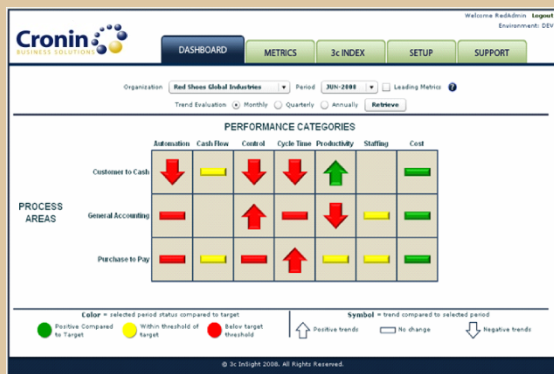 Welcome RedAdmin Logout
Environment: DEV
Cronin
BUSINESS SOLUTIONS
DASHBOARD METRICS 3c INDEX SETUP SUPPORT
Organization Red Shoes Global Industries Period JUN-2008 Leading Metrics ?
Trend Evaluation Monthly Quarterly Annually Retrieve
PERFORMANCE CATEGORIES
Automation Cash Flow Control Cycle Time Productivity Staffing Cost
Customer to Cash
PROCESS AREAS
General Accounting
Purchase to Pay
Color = selected period status compared to target Symbol = trend compared to selected period
Positive Compared to Target Within threshold of target Below target threshold Positive trends No change Negative trends
© 3c InSight 2008. All Rights Reserved.